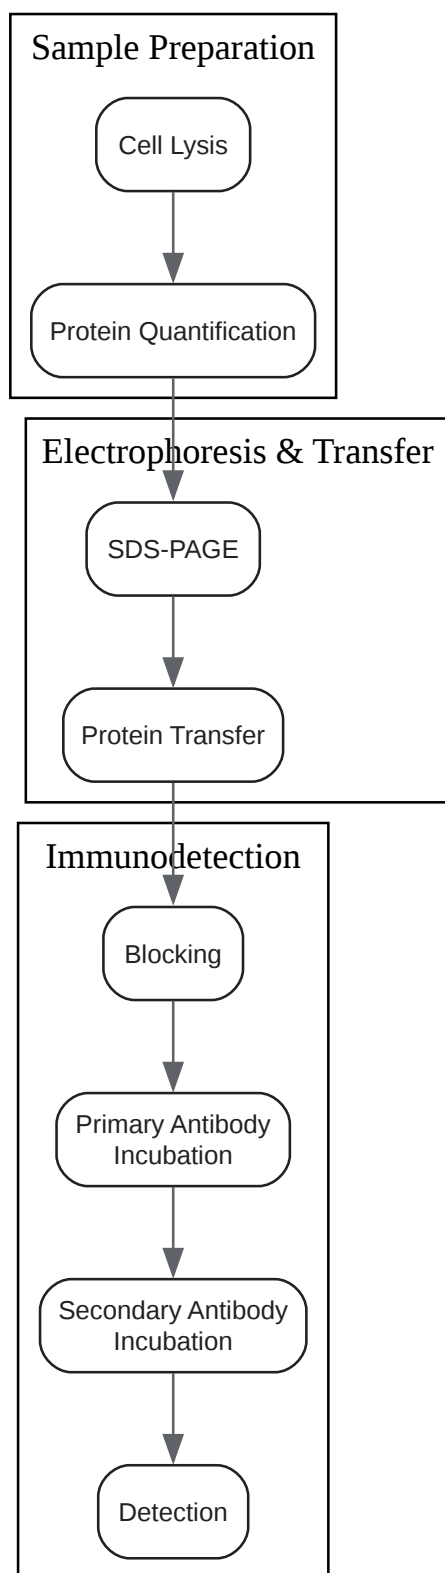 Sample Preparation
Cell Lysis
Protein Quantification
Electrophoresis & Transfer
SDS-PAGE
Protein Transfer
Immunodetection
Blocking
Primary Antibody
Incubation
Secondary Antibody
Incubation
Detection